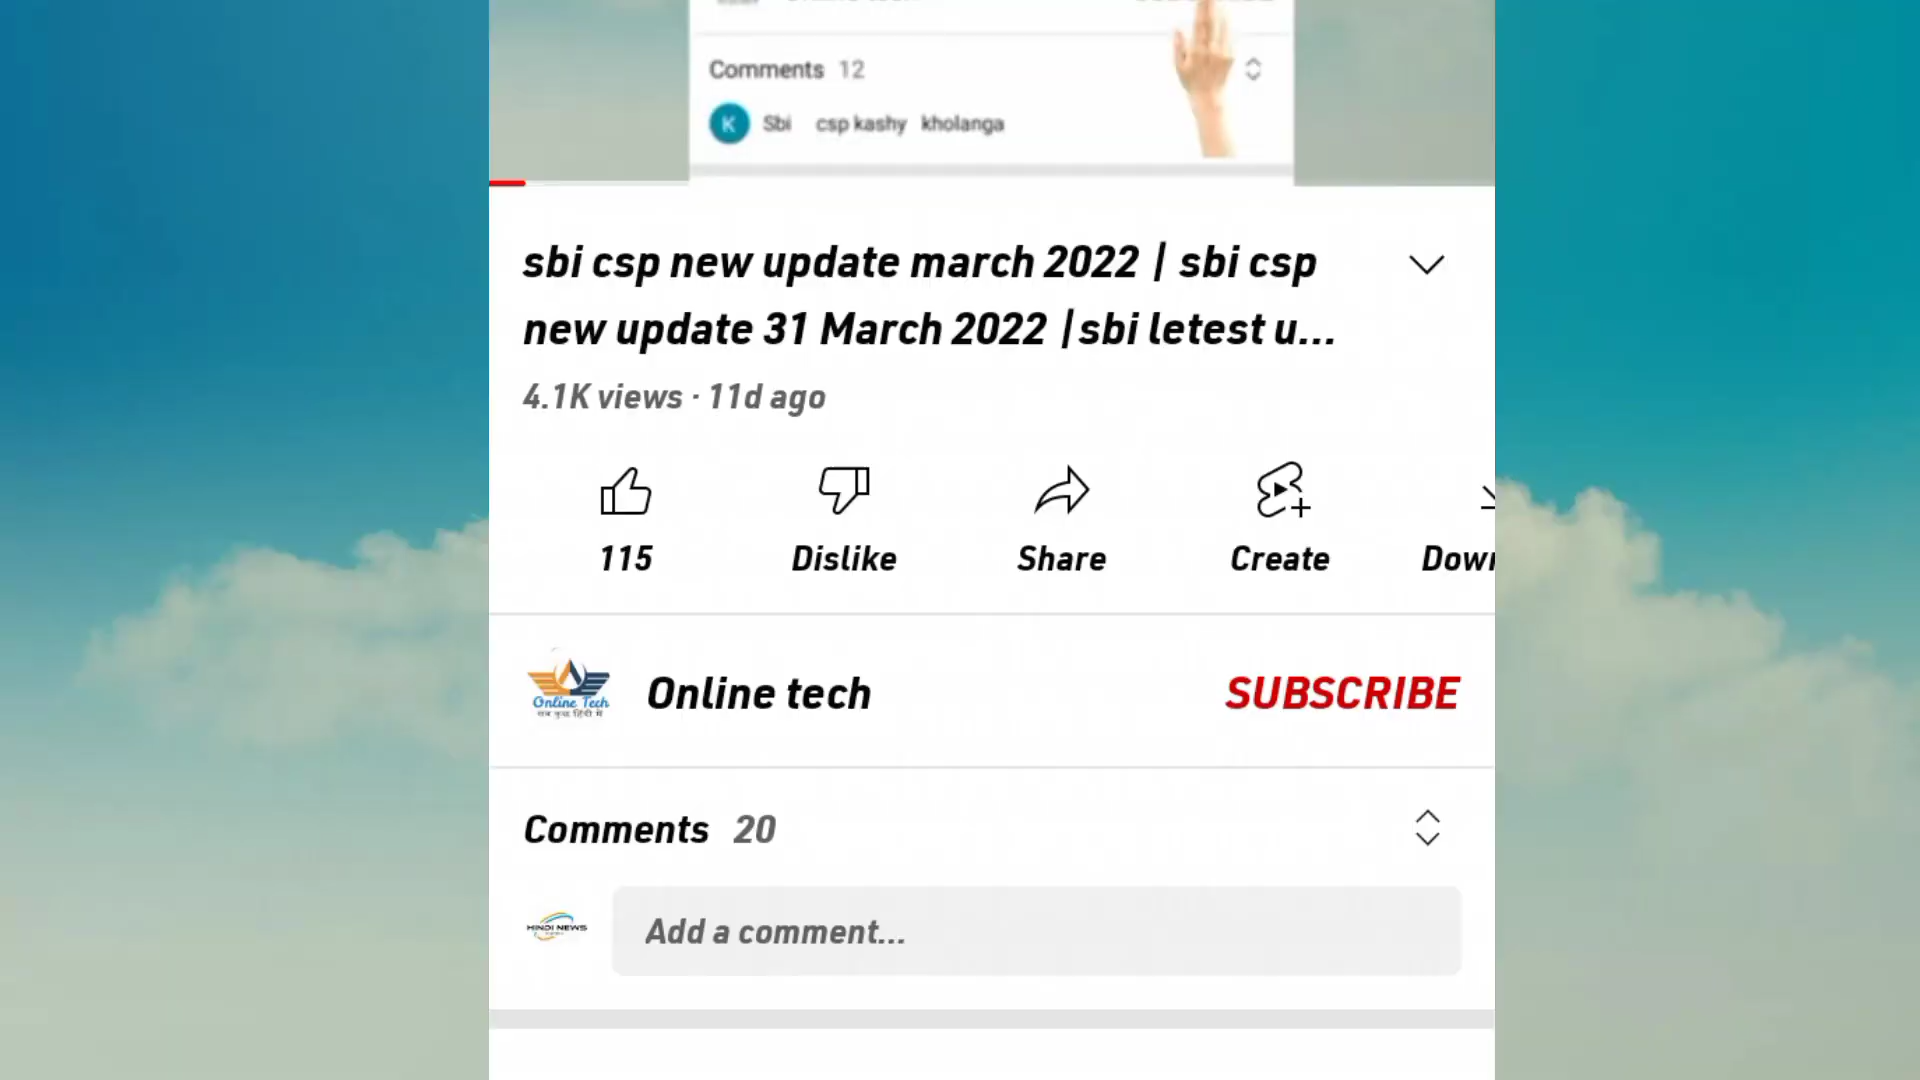 Comments 12
K Sbi csp kashy kholanga
sbi csp new update march 2022 | sbi csp
new update 31 March 2022 |sbi letest u...
4.1K views · 11d ago
115 Dislike Share Create Down
Online Tech
सब कुछ हिंदी में
Online tech SUBSCRIBE
Comments 20
HINDI NEWS
Add a comment...